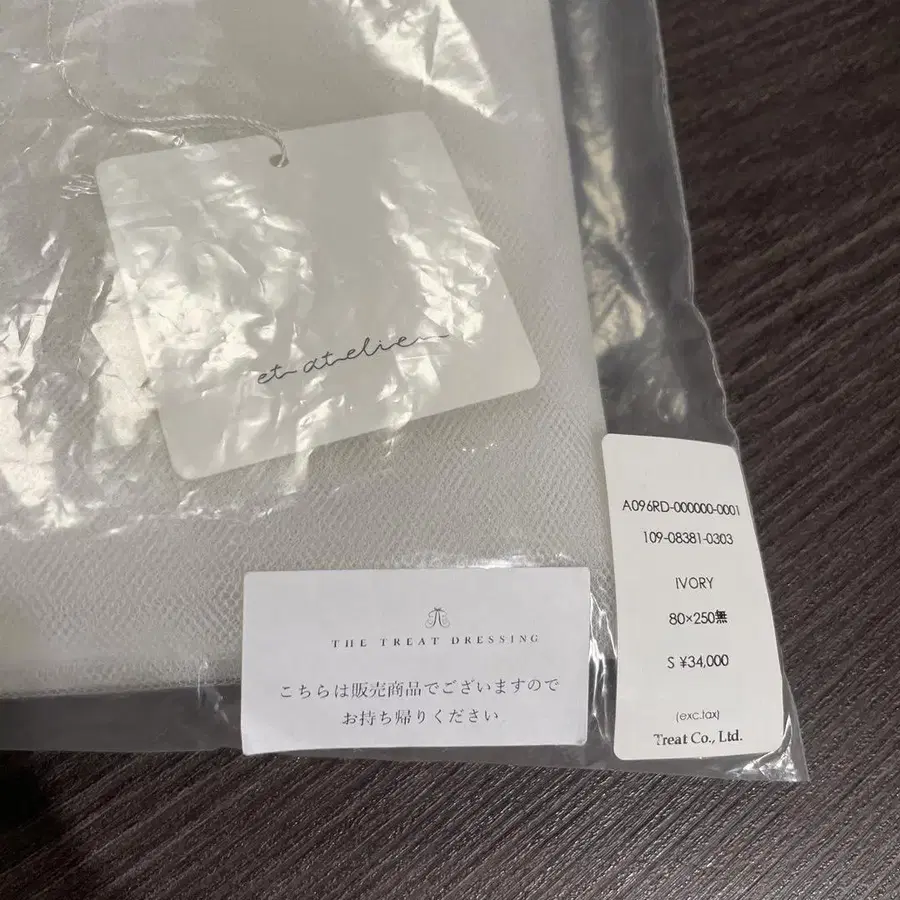 et atelier
THE TREAT DRESSING
こちらは販売商品でございますので
お持ち帰りください
A096RD-000000-0001
109-08381-0303
IVORY
80×250無
S ¥34,000
(exc.tax)
Treat Co., Ltd.